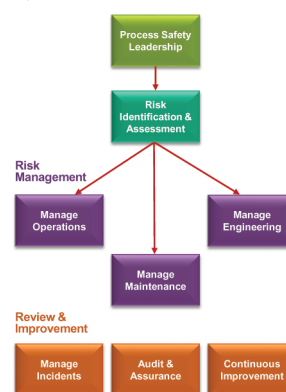 Process Safety
Leadership
Risk
Identification &
Assessment
Risk
Management
Manage
Operations
Manage
Engineering
Manage
Maintenance
Review &
Improvement
Manage
Incidents
Audit &
Assurance
Continuous
Improvement